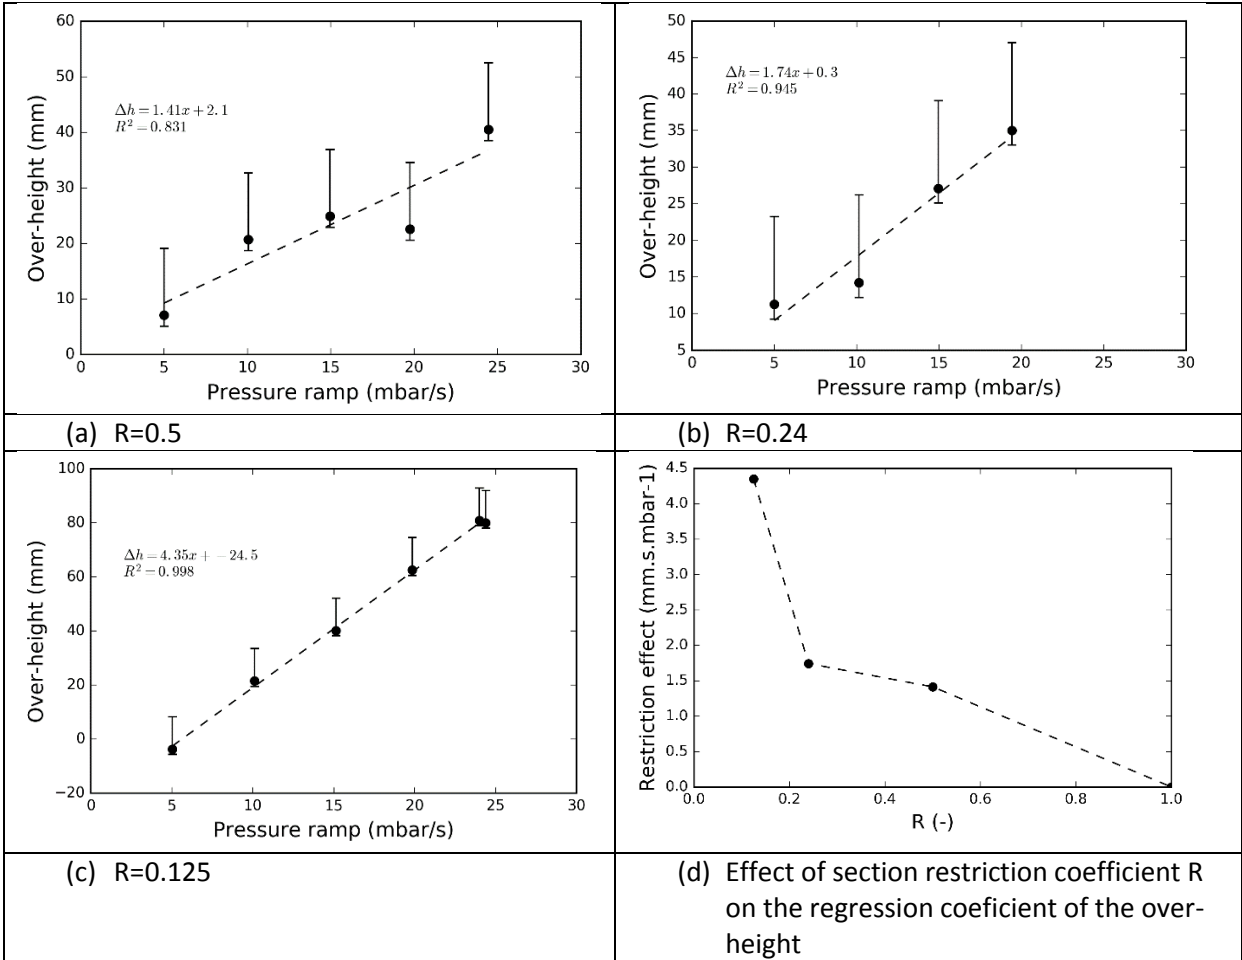 60
50
40
30
20
10
0
Over-height (mm)
Δh=1.41x+2.1
R²=0.831
0 5 10 15 20 25 30
Pressure ramp (mbar/s)
50
45
40
35
30
25
20
15
10
5
Over-height (mm)
Δh=1.74x+0.3
R²=0.945
0 5 10 15 20 25 30
Pressure ramp (mbar/s)
(a) R=0.5
(b) R=0.24
100
80
60
40
20
0
−20
Over-height (mm)
Δh=4.35x+−24.5
R²=0.998
0 5 10 15 20 25 30
Pressure ramp (mbar/s)
4.5
4.0
3.5
3.0
2.5
2.0
1.5
1.0
0.5
0.0
Restriction effect (mm.s.mbar-1)
0.0 0.2 0.4 0.6 0.8 1.0
R (-)
(c) R=0.125
(d) Effect of section restriction coefficient R
on the regression coeficient of the over-
height